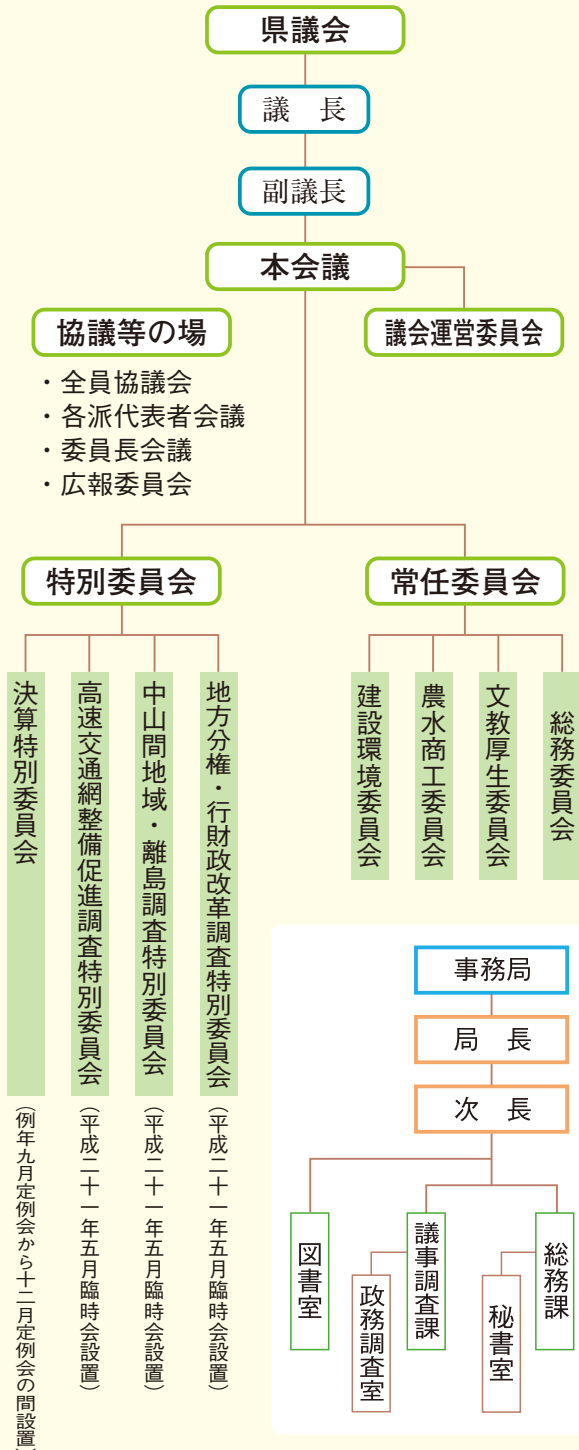 県議会
議　長
副議長
本会議
議会運営委員会
協議等の場
・全員協議会
・各派代表者会議
・委員長会議
・広報委員会
特別委員会
常任委員会
地方分権・行財政改革調査特別委員会（平成二十一年五月臨時会設置）
中山間地域・離島調査特別委員会（平成二十一年五月臨時会設置）
高速交通網整備促進調査特別委員会（平成二十一年五月臨時会設置）
決算特別委員会（例年九月定例会から十二月定例会の間設置）
総務委員会
文教厚生委員会
農水商工委員会
建設環境委員会
事務局
局　長
次　長
総務課
秘書室
議事調査課
政務調査室
図書室